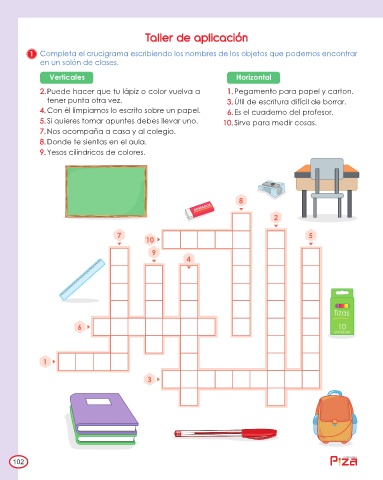 Taller de aplicación
1 Completa el crucigrama escribiendo los nombres de los objetos que podemos encontrar
en un salón de clases.
Verticales
2. Puede hacer que tu lápiz o color vuelva a
tener punta otra vez.
4. Con él limpiamos lo escrito sobre un papel.
5. Si quieres tomar apuntes debes llevar uno.
7. Nos acompaña a casa y al colegio.
8. Donde te sientas en el aula.
9. Yesos cilíndricos de colores.
Horizontal
1. Pegamento para papel y carton.
3. Útil de escritura difícil de borrar.
6. Es el cuaderno del profesor.
10. Sirve para medir cosas.
8
2
7
10
5
9
4
Tizas
10
6
1
3
102
Piza